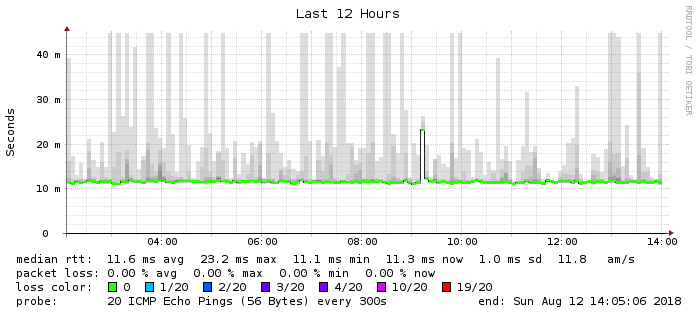 Last 12 Hours
RRDTOOL / TOBI OETIKER
Seconds
40 m
30 m
20 m
10 m
0
04:00 06:00 08:00 10:00 12:00 14:00
median rtt: 11.6 ms avg 23.2 ms max 11.1 ms min 11.3 ms now 1.0 ms sd 11.8 am/s
packet loss: 0.00 % avg 0.00 % max 0.00 % min 0.00 % now
loss color: 0 1/20 2/20 3/20 4/20 10/20 19/20
probe: 20 ICMP Echo Pings (56 Bytes) every 300s end: Sun Aug 12 14:05:06 2018